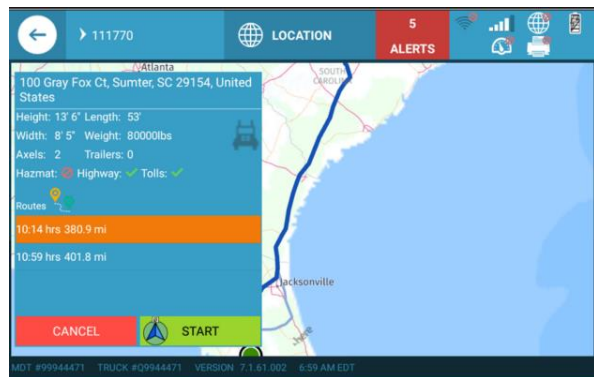 > 111770
LOCATION
5
ALERTS
Atlanta
SOUTH
CAROLINA
100 Gray Fox Ct, Sumter, SC 29154, United
States
Height: 13' 6" Length: 53'
Width: 8' 5" Weight: 80000lbs
Axels: 2 Trailers: 0
Hazmat: Highway: Tolls:
Routes
10:14 hrs 380.9 mi
10:59 hrs 401.8 mi
Jacksonville
CANCEL
START
MDT #99944471 TRUCK #Q9944471 VERSION 7.1.61.002 6:59 AM EDT